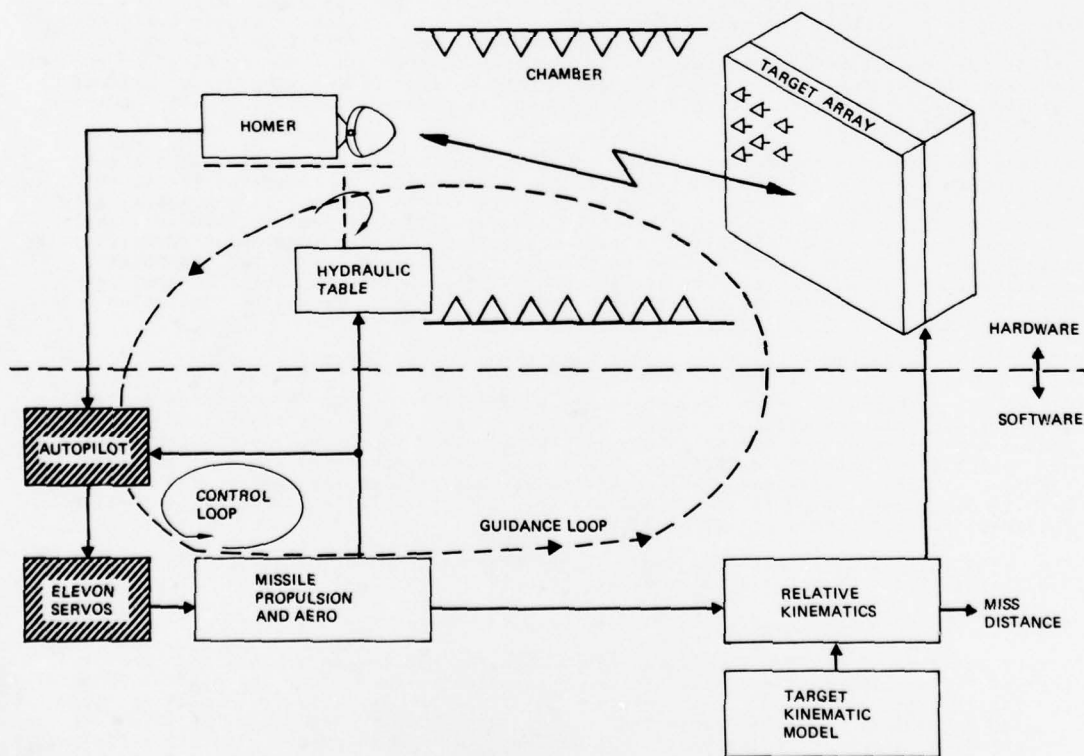 CHAMBER
TARGET ARRAY
HOMER
HYDRAULIC
TABLE
HARDWARE
SOFTWARE
AUTOPILOT
CONTROL
LOOP
GUIDANCE LOOP
ELEVON
SERVOS
MISSILE
PROPULSION
AND AERO
RELATIVE
KINEMATICS
MISS
DISTANCE
TARGET
KINEMATIC
MODEL